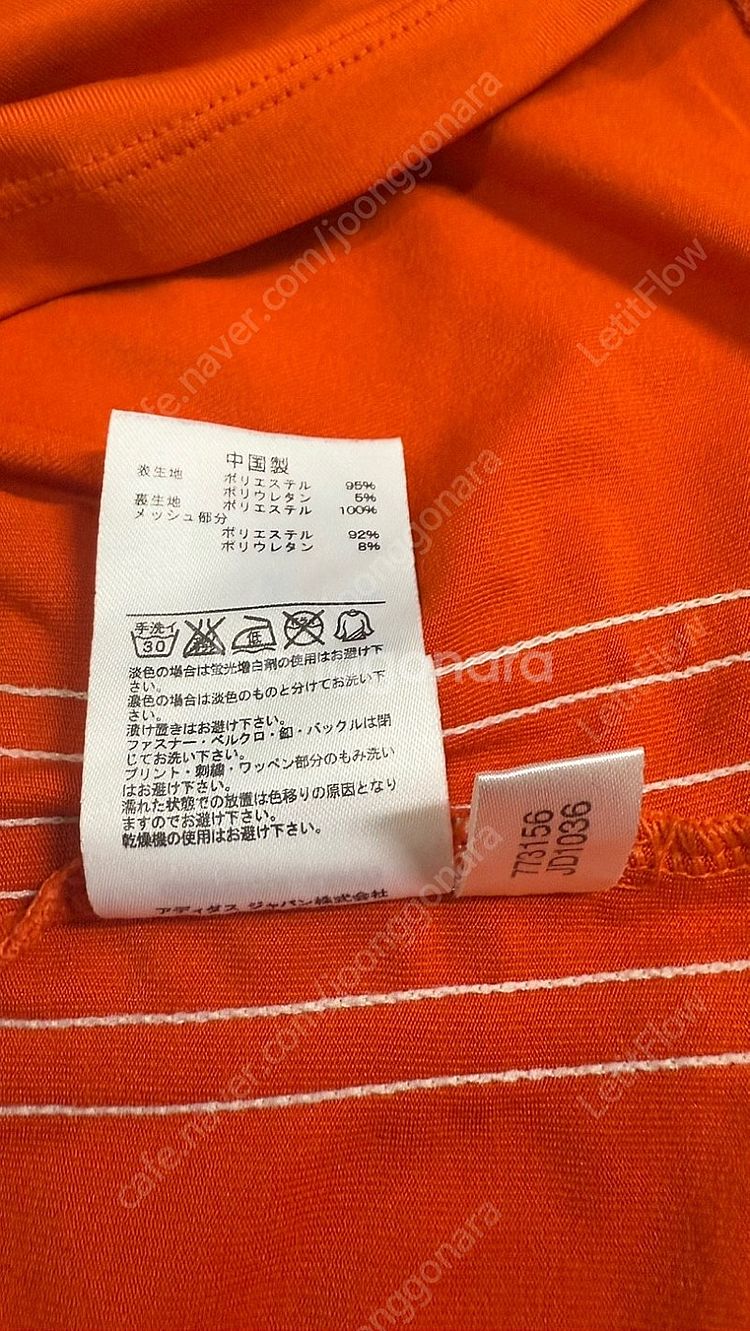 中国製
表生地 ポリエステル 95%
ポリウレタン 5%
裏生地 ポリエステル 100%
メッシュ部分
ポリエステル 92%
ポリウレタン 8%
手洗イ
30
低
淡色の場合は蛍光増白剤の使用はお避け下
さい。
濃色の場合は淡色のものと分けてお洗い下
さい。
漬け置きはお避け下さい。
ファスナー・ベルクロ・釦・バックルは閉
じてお洗い下さい。
プリント・刺繍・ワッペン部分のもみ洗い
はお避け下さい。
濡れた状態での放置は色移りの原因となり
ますのでお避け下さい。
乾燥機の使用はお避け下さい。
アディダス ジャパン株式会社
773156
JD1036
cafe.naver.com/joonggonara
LetitFlow
joonggonara
joonggonara
LetitFlow
joonggonara
cafe.naver.com/joonggonara
LetitFlow
joonggonara